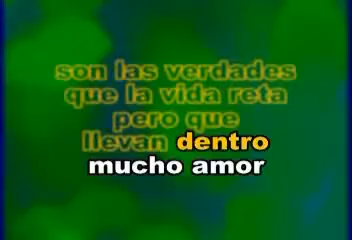 son las verdades
que la vida reta
pero que
llevan dentro
mucho amor